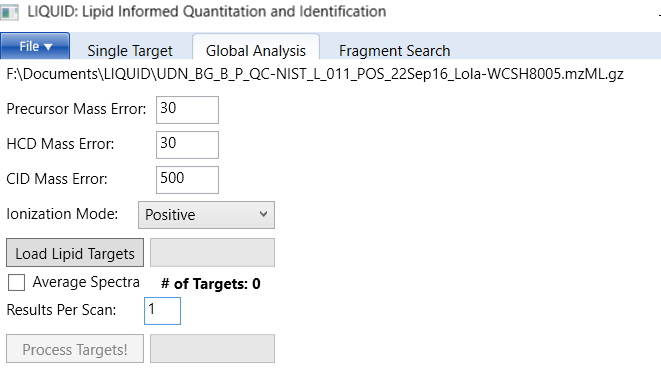 LIQUID: Lipid Informed Quantitation and Identification
File Single Target Global Analysis Fragment Search
F:\Documents\LIQUID\UDN_BG_B_P_QC-NIST_L_011_POS_22Sep16_Lola-WCSH8005.mzML.gz
Precursor Mass Error: 30
HCD Mass Error: 30
CID Mass Error: 500
Ionization Mode: Positive
Load Lipid Targets
Average Spectra # of Targets: 0
Results Per Scan: 1
Process Targets!